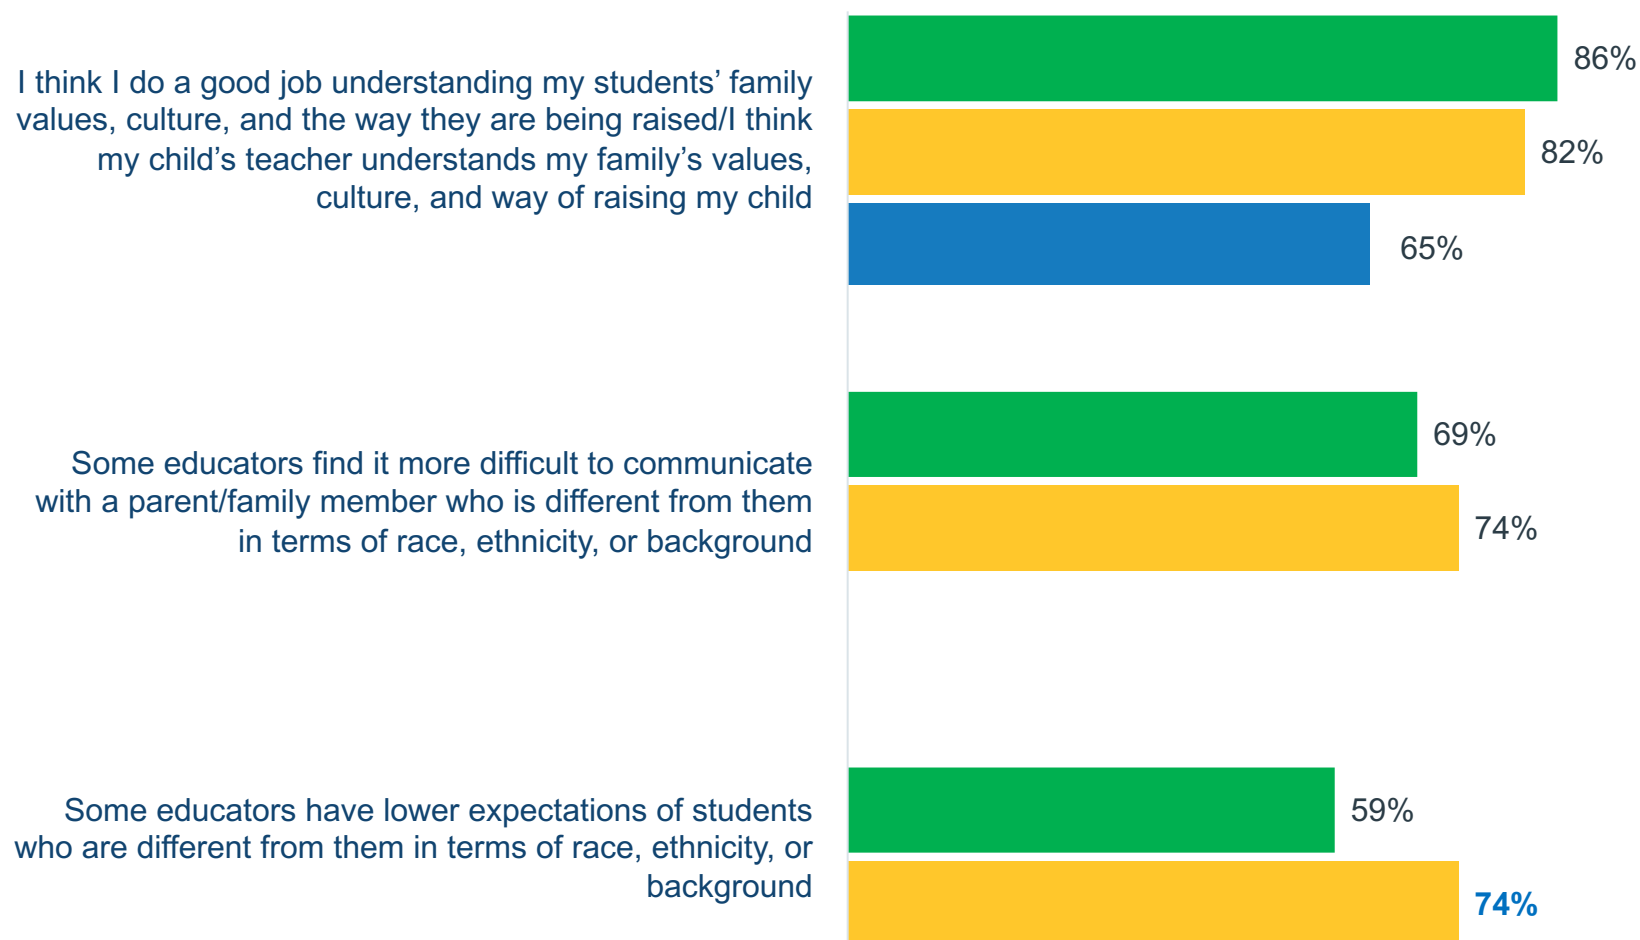 I think I do a good job understanding my students’ family
values, culture, and the way they are being raised/I think
my child’s teacher understands my family’s values,
culture, and way of raising my child
86%
82%
65%
Some educators find it more difficult to communicate
with a parent/family member who is different from them
in terms of race, ethnicity, or background
69%
74%
Some educators have lower expectations of students
who are different from them in terms of race, ethnicity, or
background
59%
74%